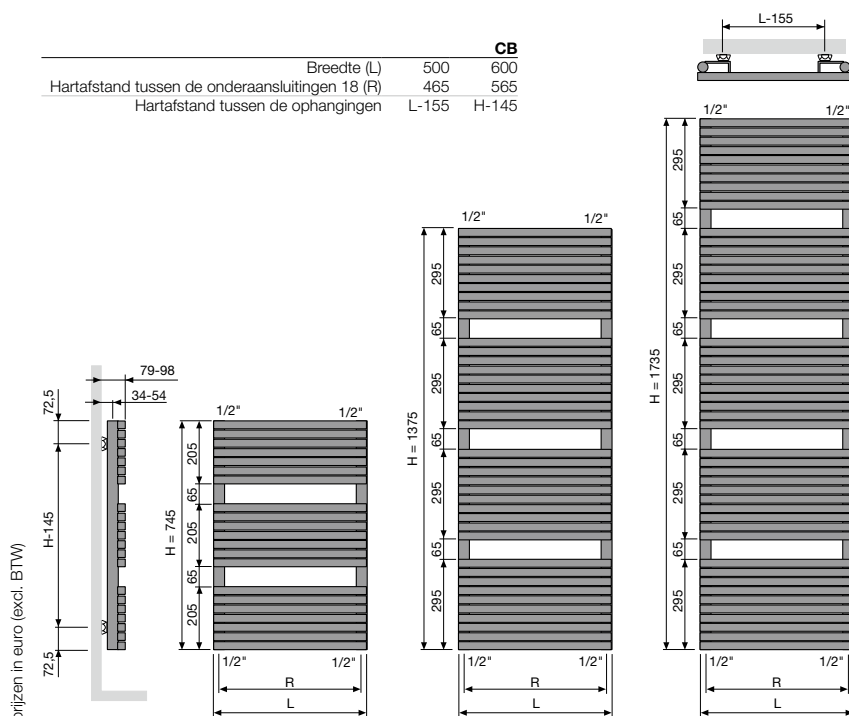 CB
Breedte (L) 500 600
Hartafstand tussen de onderaansluitingen 18 (R) 465 565
Hartafstand tussen de ophangingen L-155 H-145
L-155
1/2" 1/2"
H = 1735
295
65
295
65
295
65
295
65
295
1/2" 1/2"
R
L
1/2" 1/2"
H = 1375
295
65
295
65
295
65
295
1/2" 1/2"
R
L
79-98
34-54
72,5
H-145
72,5
1/2" 1/2"
H = 745
205
65
205
65
205
1/2" 1/2"
R
L
prijzen in euro (excl. BTW)